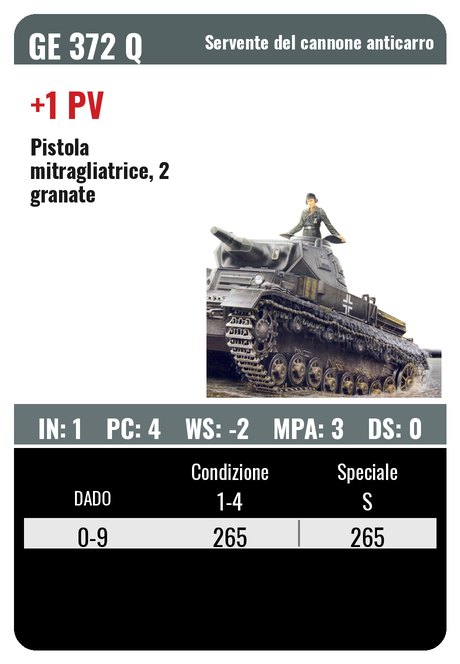 GE 372 Q Servente del cannone anticarro
+1 PV
Pistola
mitragliatrice, 2
granate
IN: 1 PC: 4 WS: -2 MPA: 3 DS: 0
Condizione Speciale
DADO 1-4 S
0-9 265 265